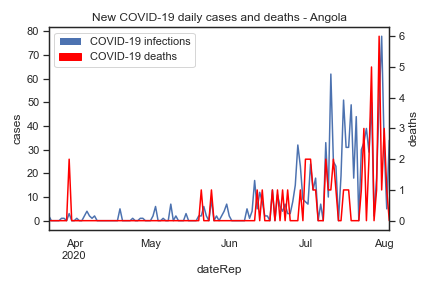 New COVID-19 daily cases and deaths - Angola
COVID-19 infections
COVID-19 deaths
80
70
60
50
40
30
20
10
0
cases
6
5
4
3
2
1
0
deaths
Apr May Jun Jul Aug
2020
dateRep